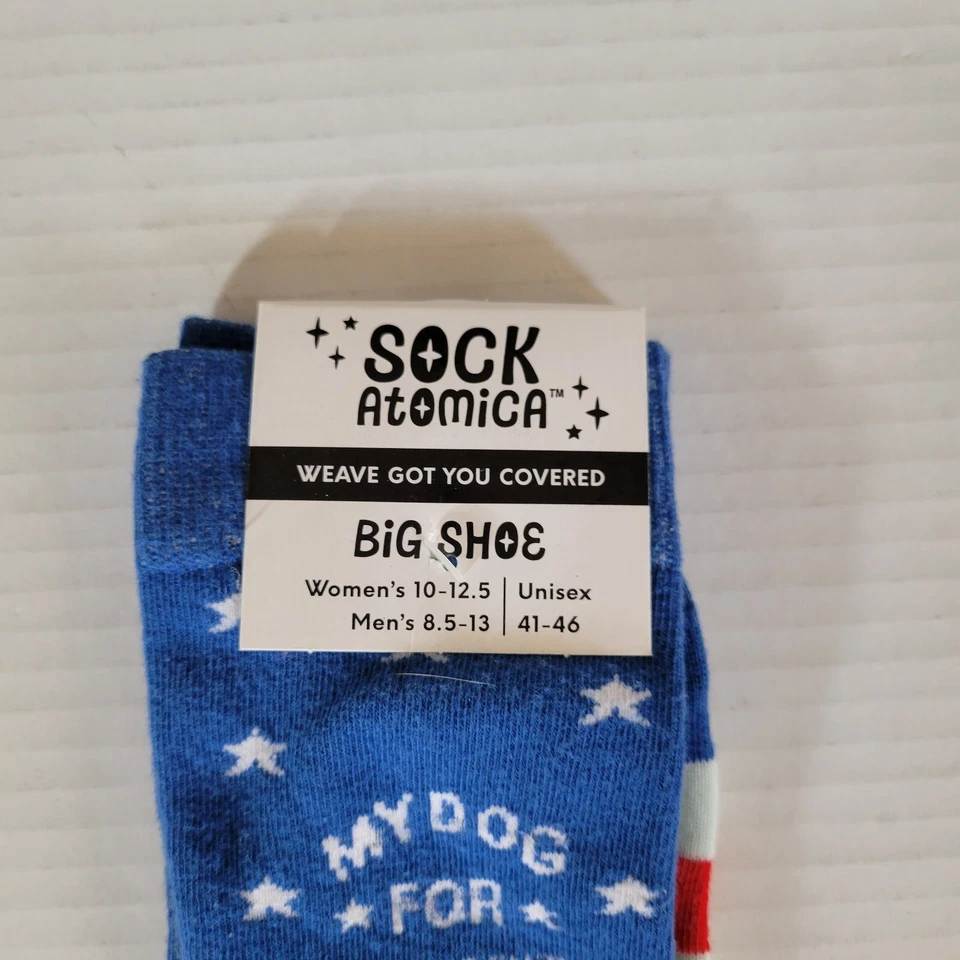 SOCK
AtOMiCA™
WEAVE GOT YOU COVERED
BiG SHOE
Women's 10-12.5 | Unisex
Men's 8.5-13 | 41-46
MY DOG
FOR